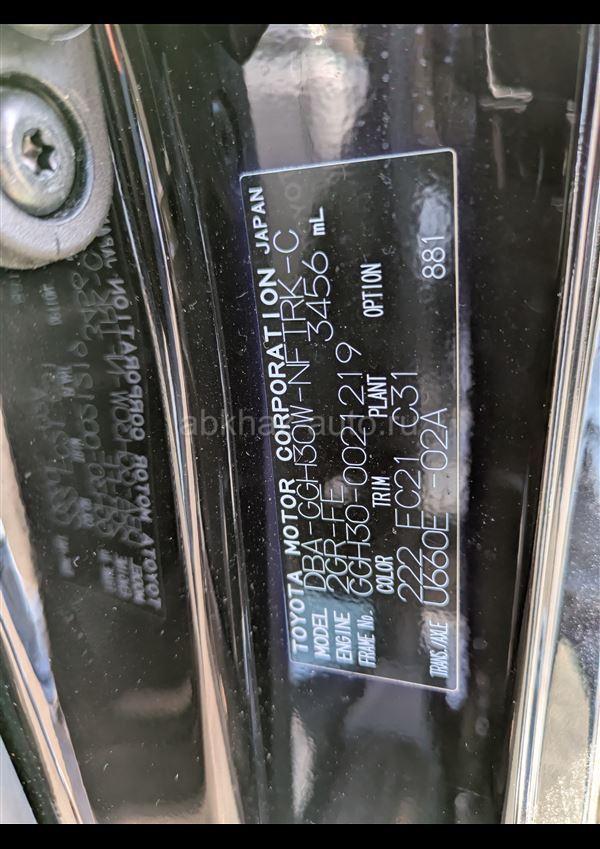 TOYOTA MOTOR CORPORATION JAPAN
MODEL DBA-GGH30W-NFTRK-C
ENGINE 2GR-FE 3456 mL
FRAME No. GGH30-0021219
COLOR TRIM PLANT OPTION
222 FC21 C31 881
TRANS./AXLE U660E -02A